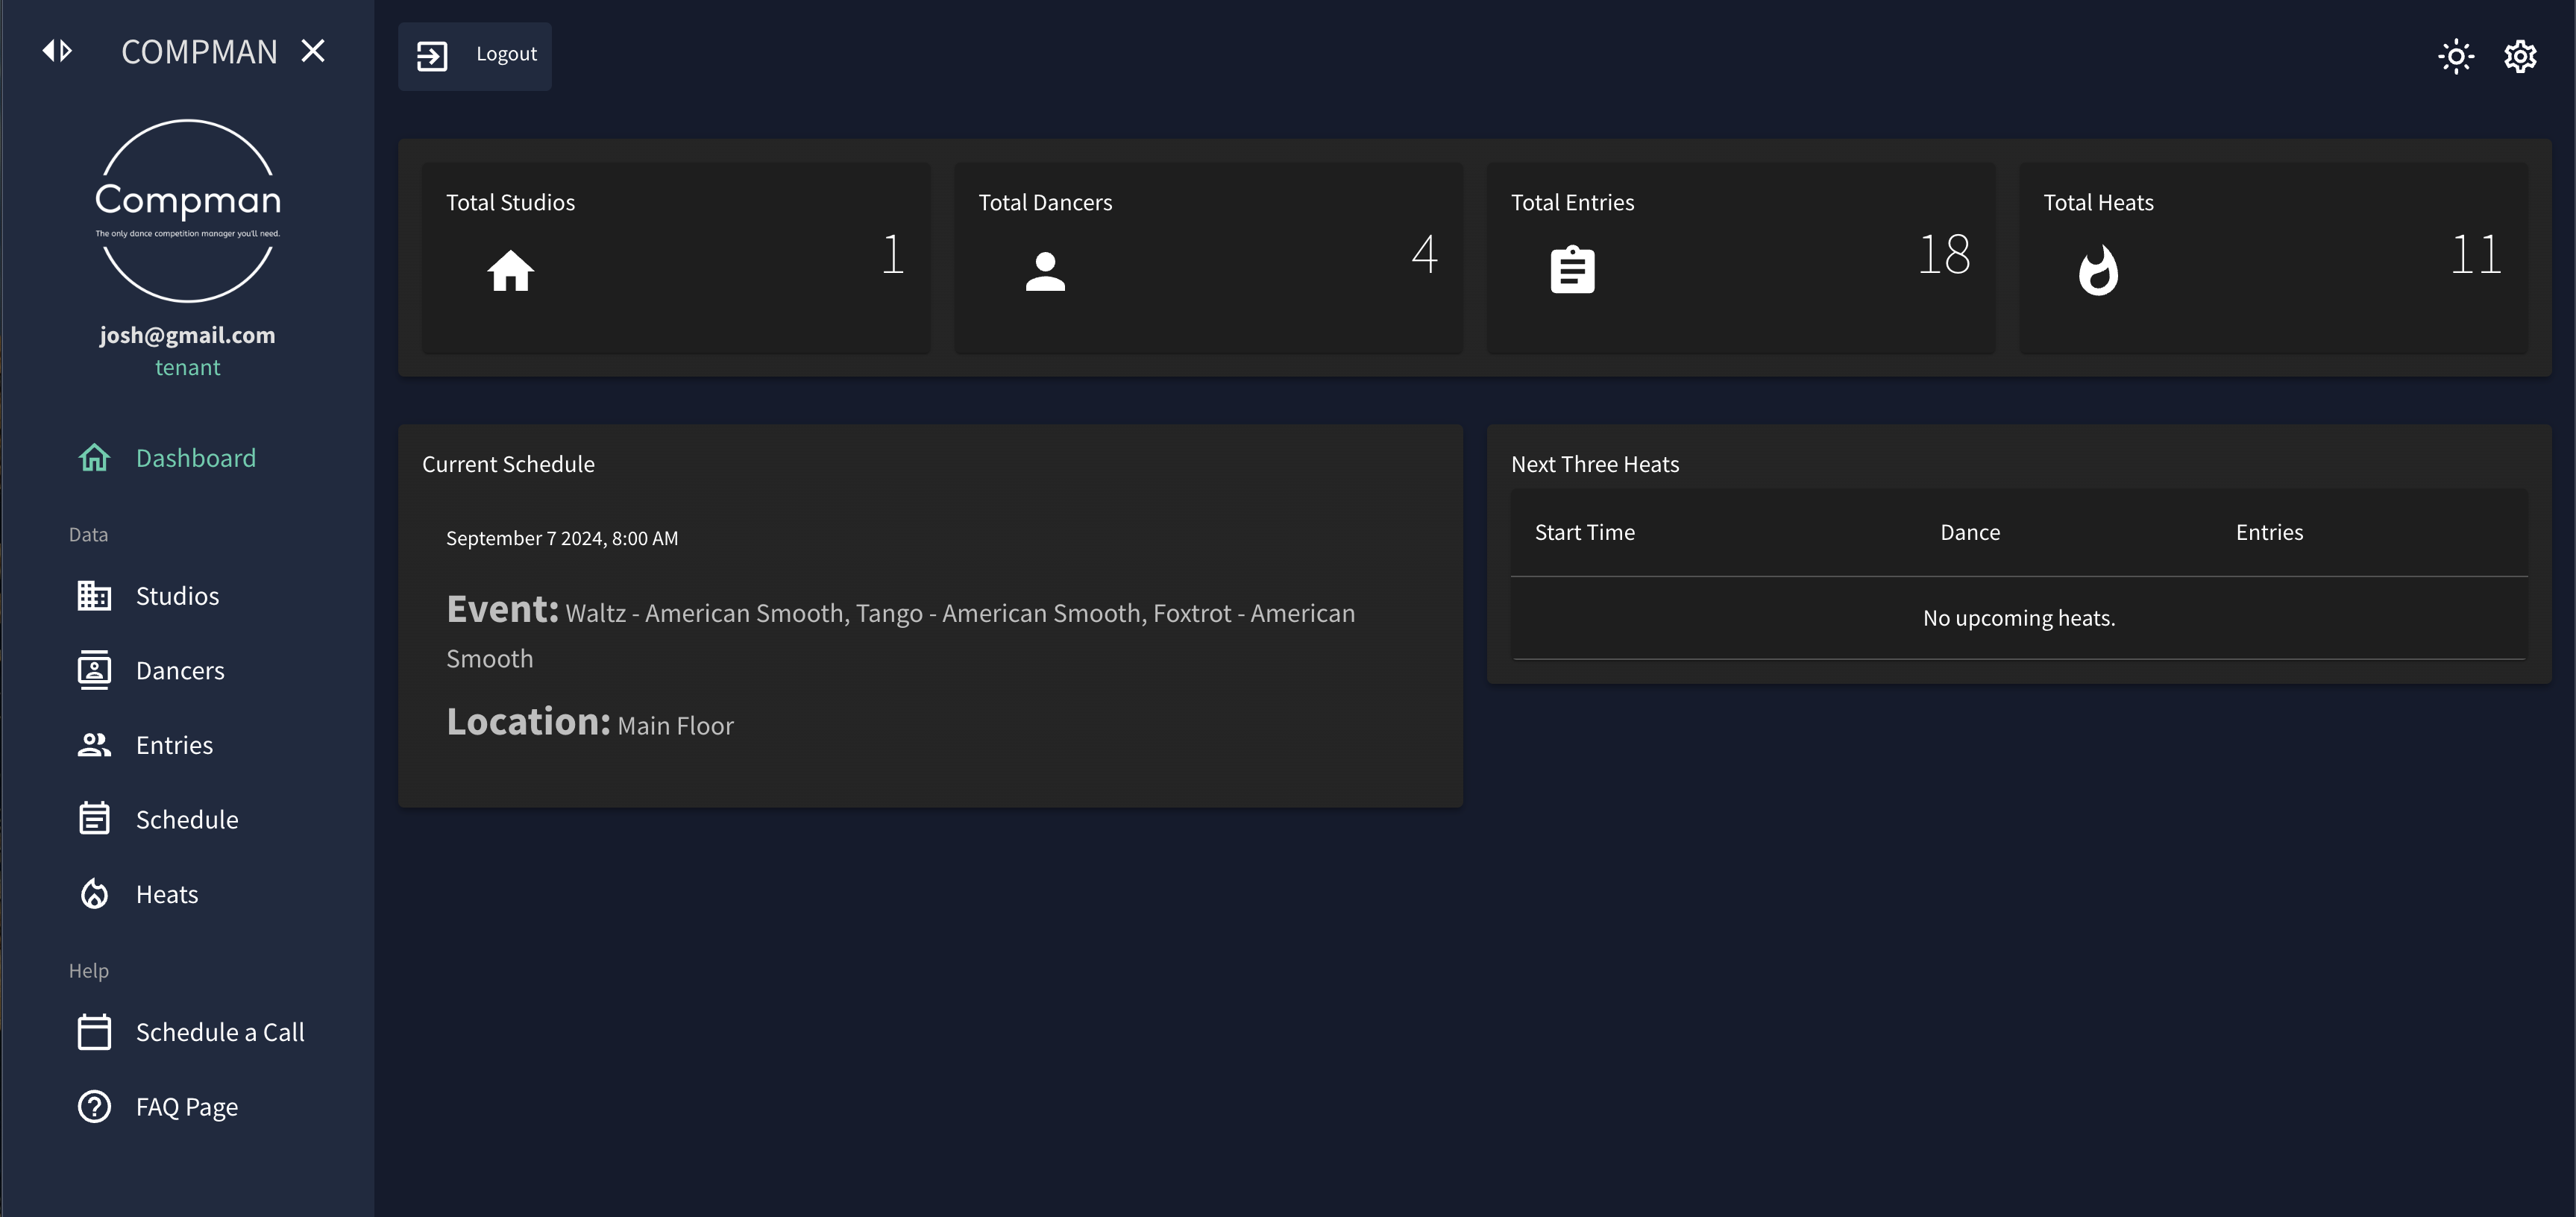 COMPMAN
Compman
The only dance competition manager you'll need.
josh@gmail.com
tenant
Dashboard
Data
Studios
Dancers
Entries
Schedule
Heats
Help
Schedule a Call
FAQ Page
Logout
Total Studios
1
Total Dancers
4
Total Entries
18
Total Heats
11
Current Schedule
September 7 2024, 8:00 AM
Event: Waltz - American Smooth, Tango - American Smooth, Foxtrot - American
Smooth
Location: Main Floor
Next Three Heats
Start Time Dance Entries
No upcoming heats.